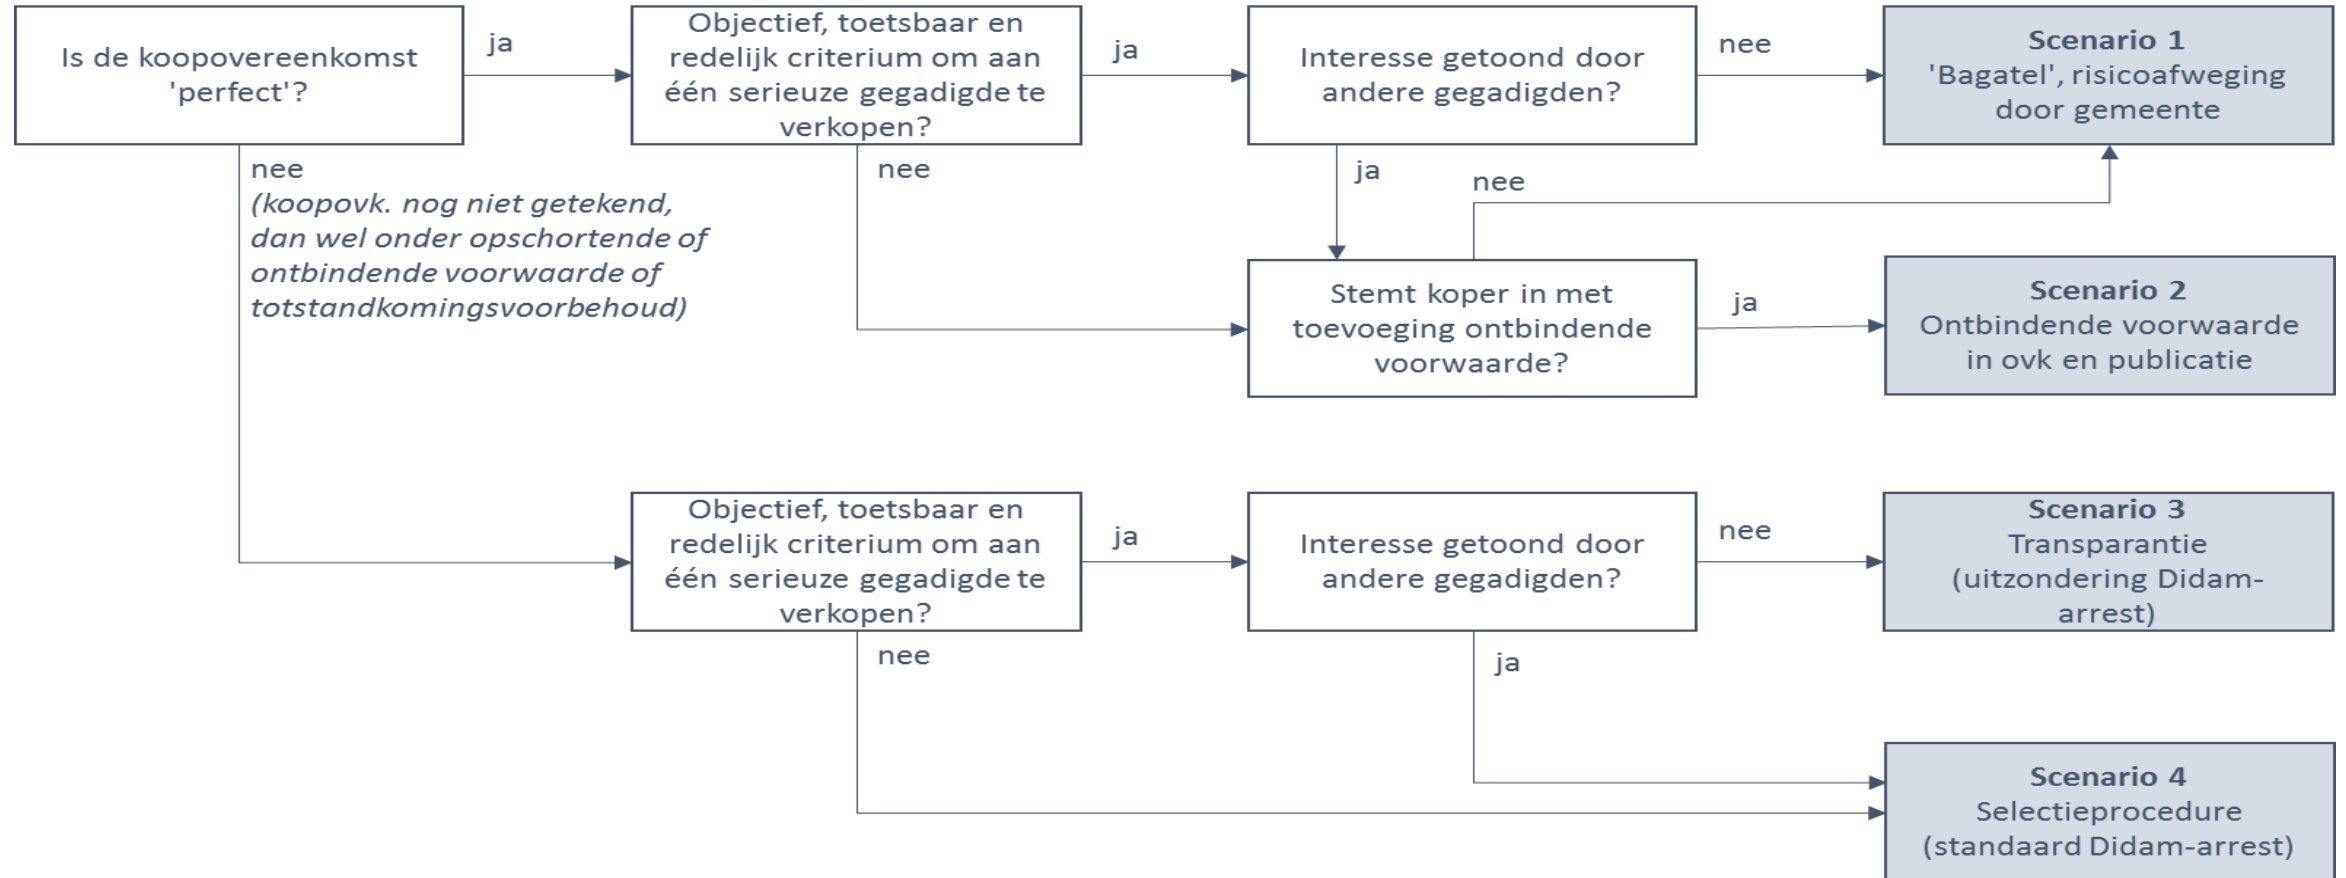 Is de koopovereenkomst
'perfect'?
ja
Objectief, toetsbaar en
redelijk criterium om aan
één serieuze gegadigde te
verkopen?
ja
Interesse getoond door
andere gegadigden?
nee
Scenario 1
'Bagatel', risicoafweging
door gemeente
nee
(koopovk. nog niet getekend,
dan wel onder opschortende of
ontbindende voorwaarde of
totstandkomingsvoorbehoud)
nee
ja
nee
Stemt koper in met
toevoeging ontbindende
voorwaarde?
ja
Scenario 2
Ontbindende voorwaarde
in ovk en publicatie
Objectief, toetsbaar en
redelijk criterium om aan
één serieuze gegadigde te
verkopen?
ja
Interesse getoond door
andere gegadigden?
nee
Scenario 3
Transparantie
(uitzondering Didam-
arrest)
nee
ja
Scenario 4
Selectieprocedure
(standaard Didam-arrest)